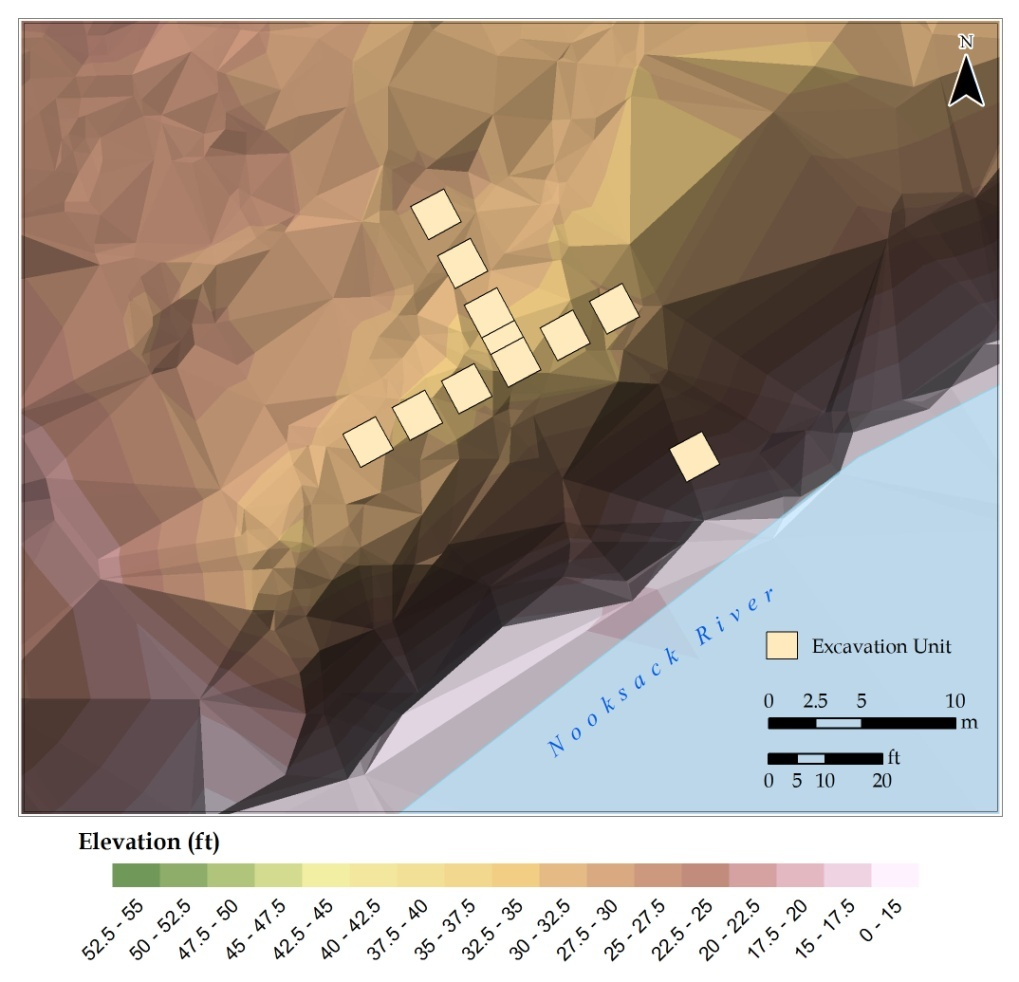 N
Nooksack River
Excavation Unit
0 2.5 5 10
m
ft
0 5 10 20
Elevation (ft)
52.5 - 55
50 - 52.5
47.5 - 50
45 - 47.5
42.5 - 45
40 - 42.5
37.5 - 40
35 - 37.5
32.5 - 35
30 - 32.5
27.5 - 30
25 - 27.5
22.5 - 25
20 - 22.5
17.5 - 20
15 - 17.5
0 - 15